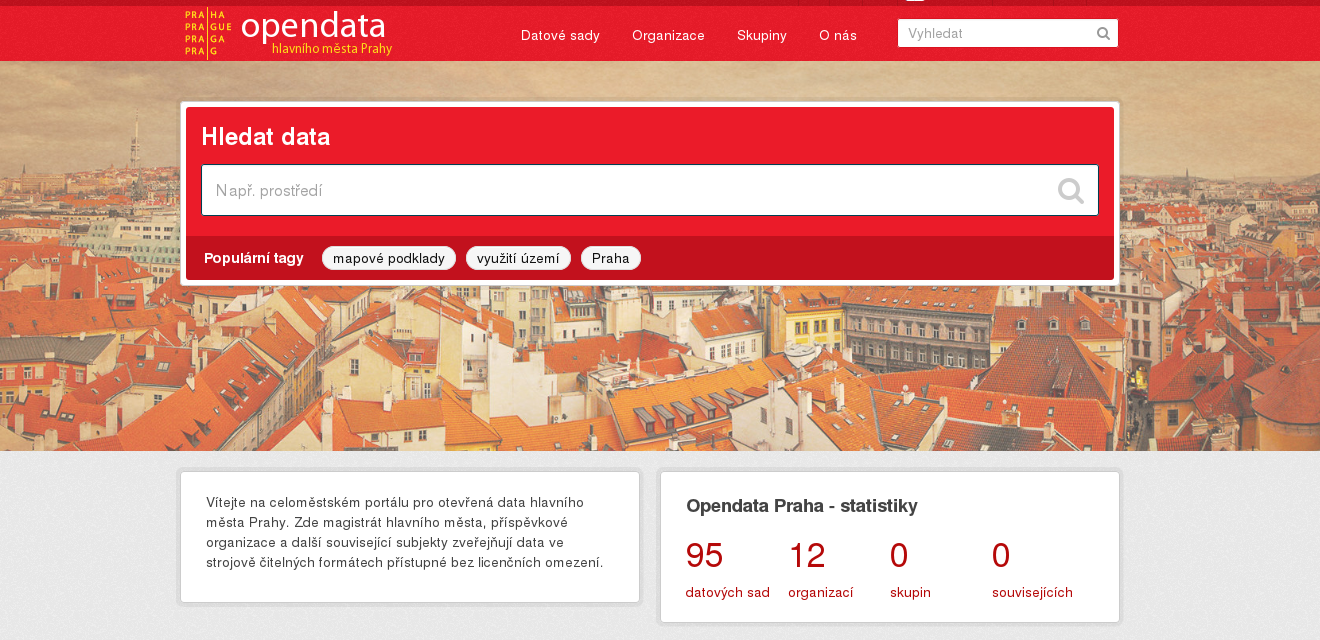 PRAHA
PRAGUE
PRAGA
PRAG
opendata
hlavního města Prahy
Datové sady
Organizace
Skupiny
O nás
Vyhledat
Hledat data
Např. prostředí
Populární tagy
mapové podklady
využití území
Praha
Vítejte na celoměstském portálu pro otevřená data hlavního
města Prahy. Zde magistrát hlavního města, příspěvkové
organizace a další související subjekty zveřejňují data ve
strojově čitelných formátech přístupné bez licenčních omezení.
Opendata Praha - statistiky
95
datových sad
12
organizací
0
skupin
0
souvisejících